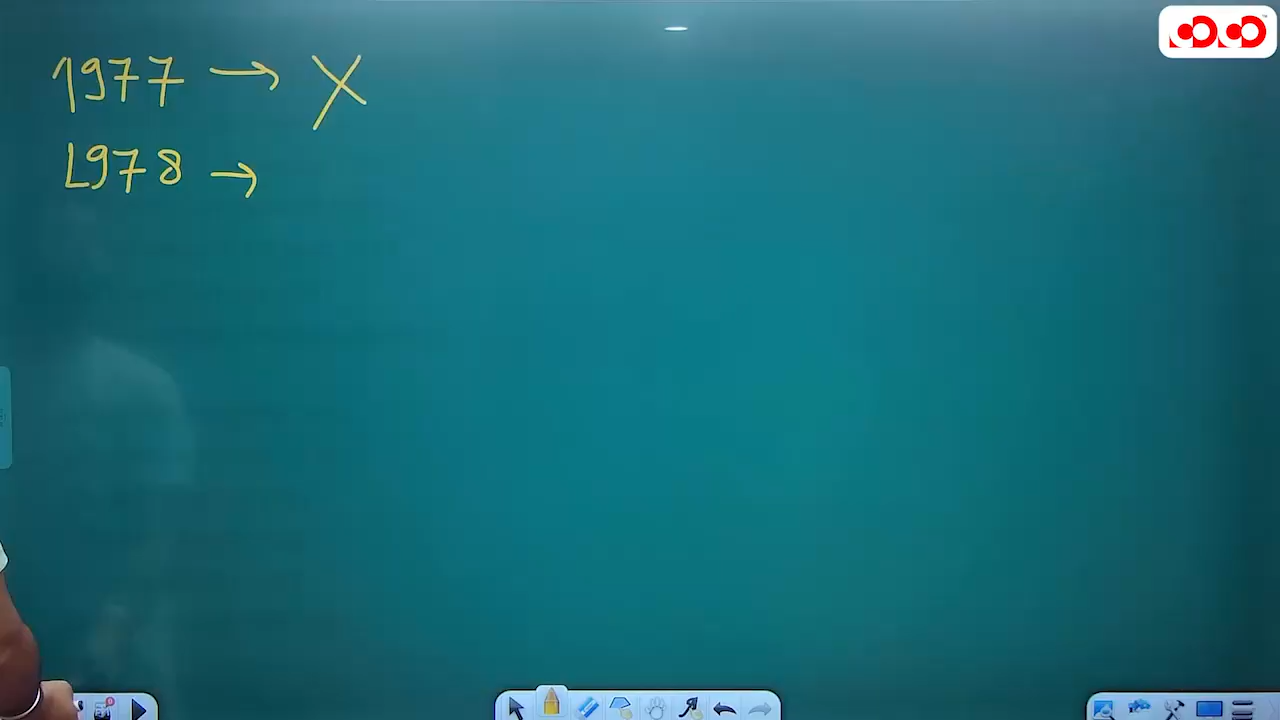 1977 → X
1978 →